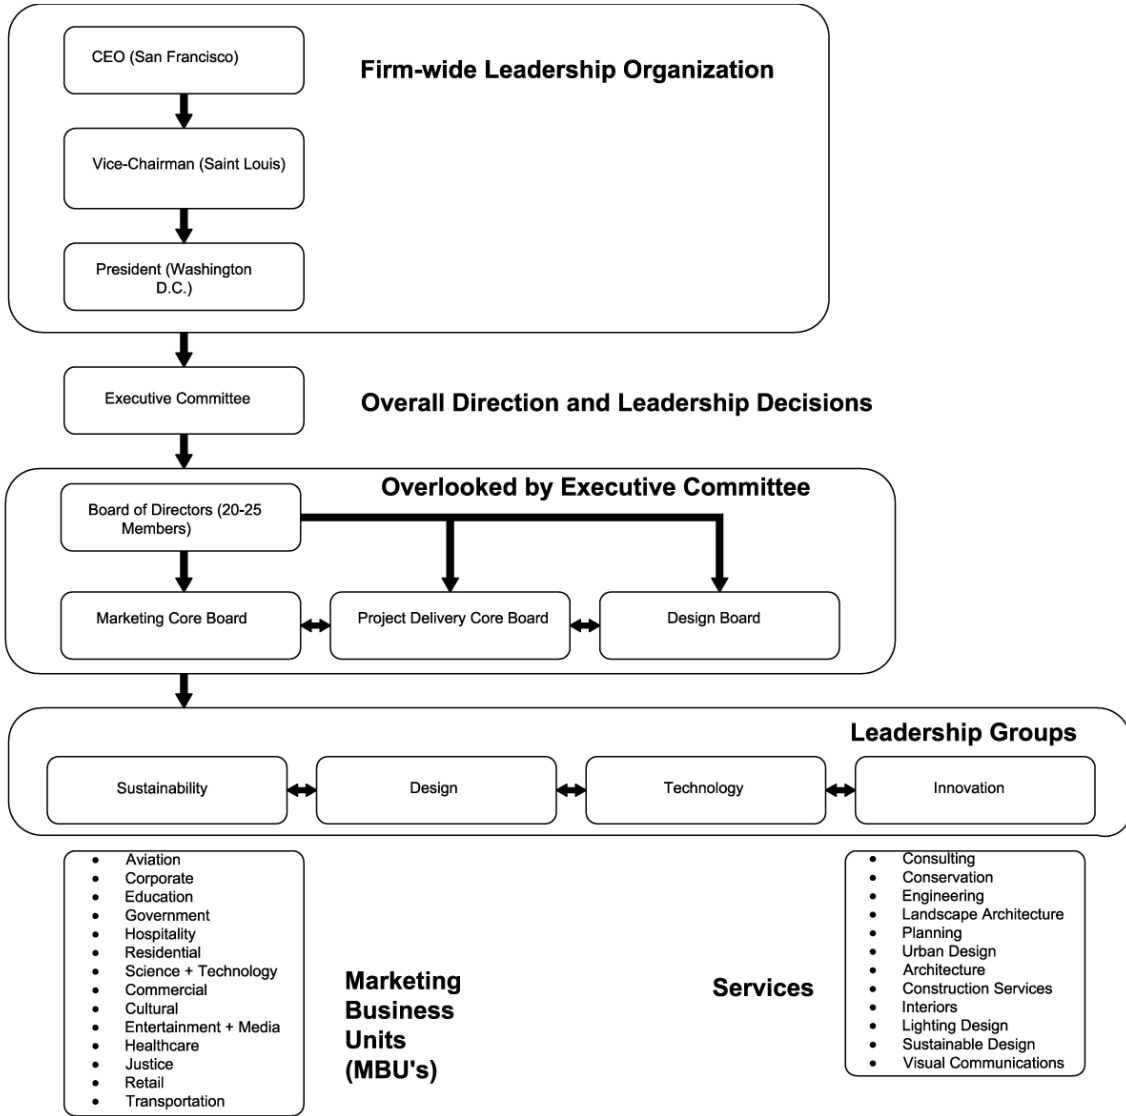 CEO (San Francisco)
Firm-wide Leadership Organization
Vice-Chairman (Saint Louis)
President (Washington
D.C.)
Executive Committee
Overall Direction and Leadership Decisions
Overlooked by Executive Committee
Board of Directors (20-25
Members)
Marketing Core Board
Project Delivery Core Board
Design Board
Leadership Groups
Sustainability
Design
Technology
Innovation
• Aviation
• Corporate
• Education
• Government
• Hospitality
• Residential
• Science + Technology
• Commercial
• Cultural
• Entertainment + Media
• Healthcare
• Justice
• Retail
• Transportation
Marketing
Business
Units
(MBU's)
Services
• Consulting
• Conservation
• Engineering
• Landscape Architecture
• Planning
• Urban Design
• Architecture
• Construction Services
• Interiors
• Lighting Design
• Sustainable Design
• Visual Communications